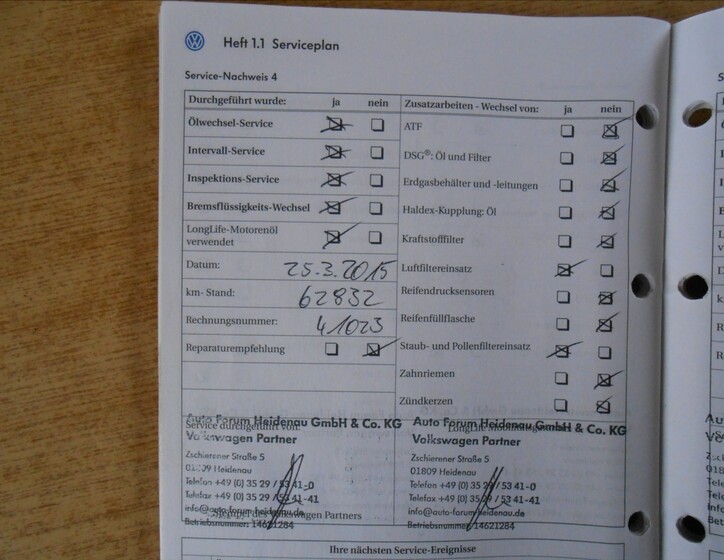 Heft 1.1 Serviceplan
Service-Nachweis 4
Durchgeführt wurde: ja nein
Ölwechsel-Service
Intervall-Service
Inspektions-Service
Bremsflüssigkeits-Wechsel
LongLife-Motorenöl
verwendet
Datum: 25.3.2015
km- Stand: 62832
Rechnungsnummer: 41023
Reparaturempfehlung
Zusatzarbeiten - Wechsel von: ja nein
ATF
DSG®: Öl und Filter
Erdgasbehälter und -leitungen
Haldex-Kupplung: Öl
Kraftstofffilter
Luftfiltereinsatz
Reifendrucksensoren
Reifenfüllflasche
Staub- und Pollenfiltereinsatz
Zahnriemen
Zündkerzen
Auto Forum Heidenau GmbH & Co. KG
Service durchgeführt von:
Volkswagen Partner
Zschierener Straße 5
01809 Heidenau
Telefon +49 (0) 35 29 / 53 41-0
Telefax +49 (0) 35 29 / 53 41-41
info@auto-forum-heidenau.de
Stempel des Volkswagen Partners
Betriebsnummer: 14621284
Auto Forum Heidenau GmbH & Co. KG
Volkswagen Partner
Zschierener Straße 5
01809 Heidenau
Telefon +49 (0) 35 29 / 53 41-0
Telefax +49 (0) 35 29 / 53 41-41
info@auto-forum-heidenau.de
Betriebsnummer: 14621284
Ihre nächsten Service-Ereignisse